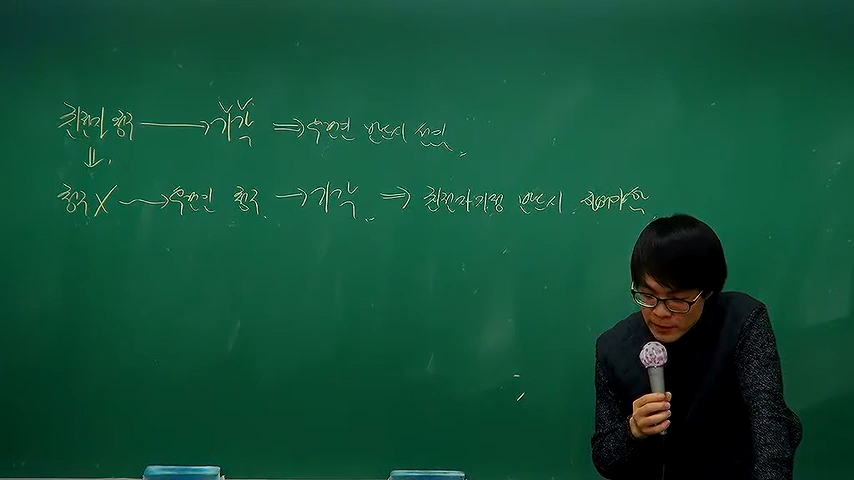 친권자 청구 → 기각 ⇒ 후견인 반드시 선임
⇓
청구 X → 후견인 청구 → 기각 ⇒ 친권자지정 반드시